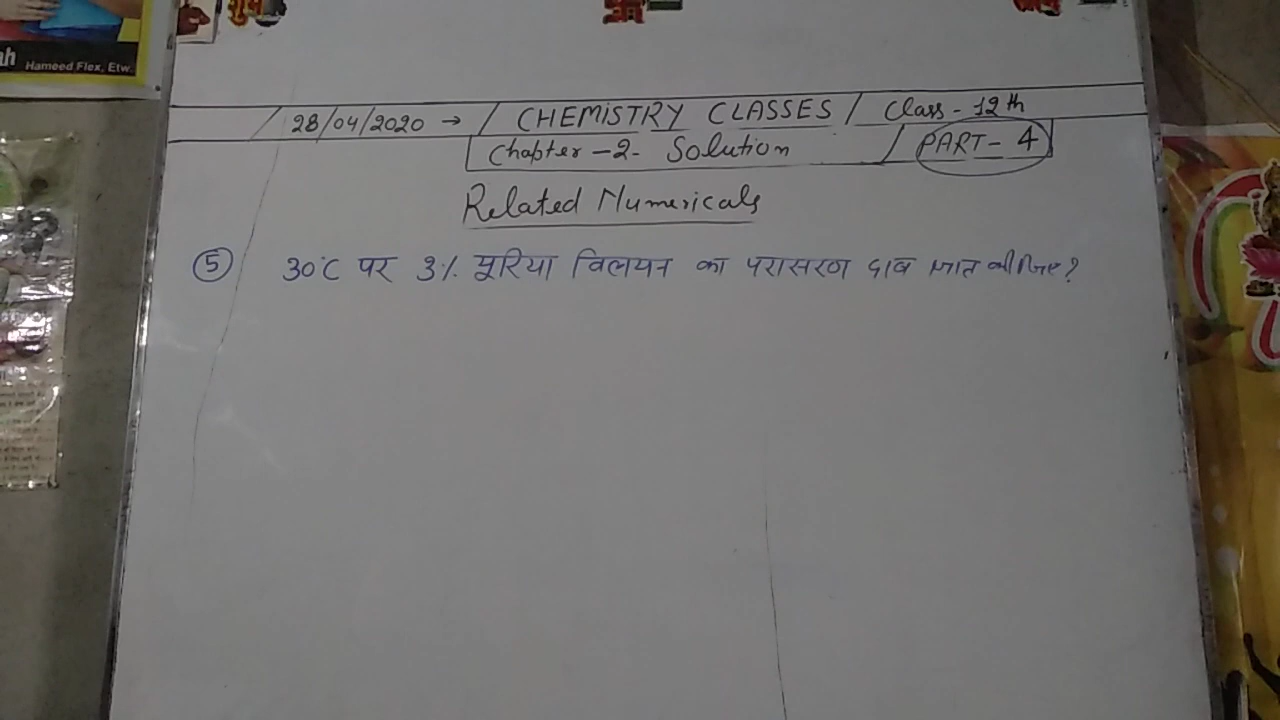 ah Hameed Flex, Etw.
शुभ
28/04/2020 → / CHEMISTRY CLASSES / Class - 12th
Chapter - 2 - Solution / PART - 4
Related Numericals
⑤ 30°C पर 3% यूरिया विलयन का परासरण दाब ज्ञात कीजिए?